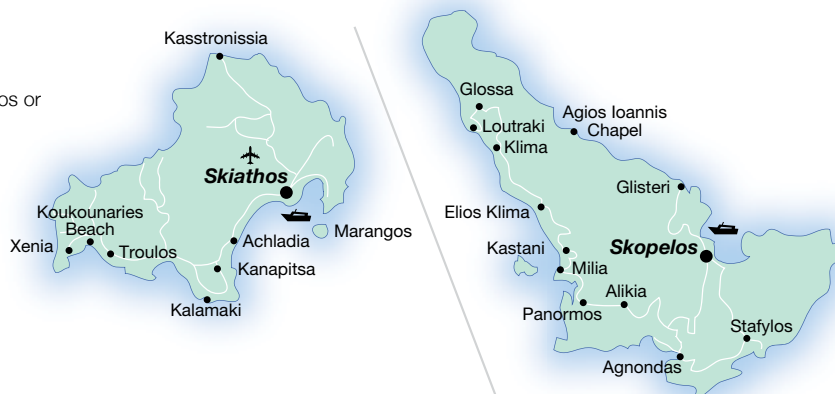 os or
Kasstronissia
Skiathos
Koukounaries
Beach
Xenia
Troulos
Achladia
Marangos
Kanapitsa
Kalamaki
Glossa
Agios Ioannis
Chapel
Loutraki
Klima
Glisteri
Elios Klima
Kastani
Skopelos
Milia
Alikia
Panormos
Stafylos
Agnondas